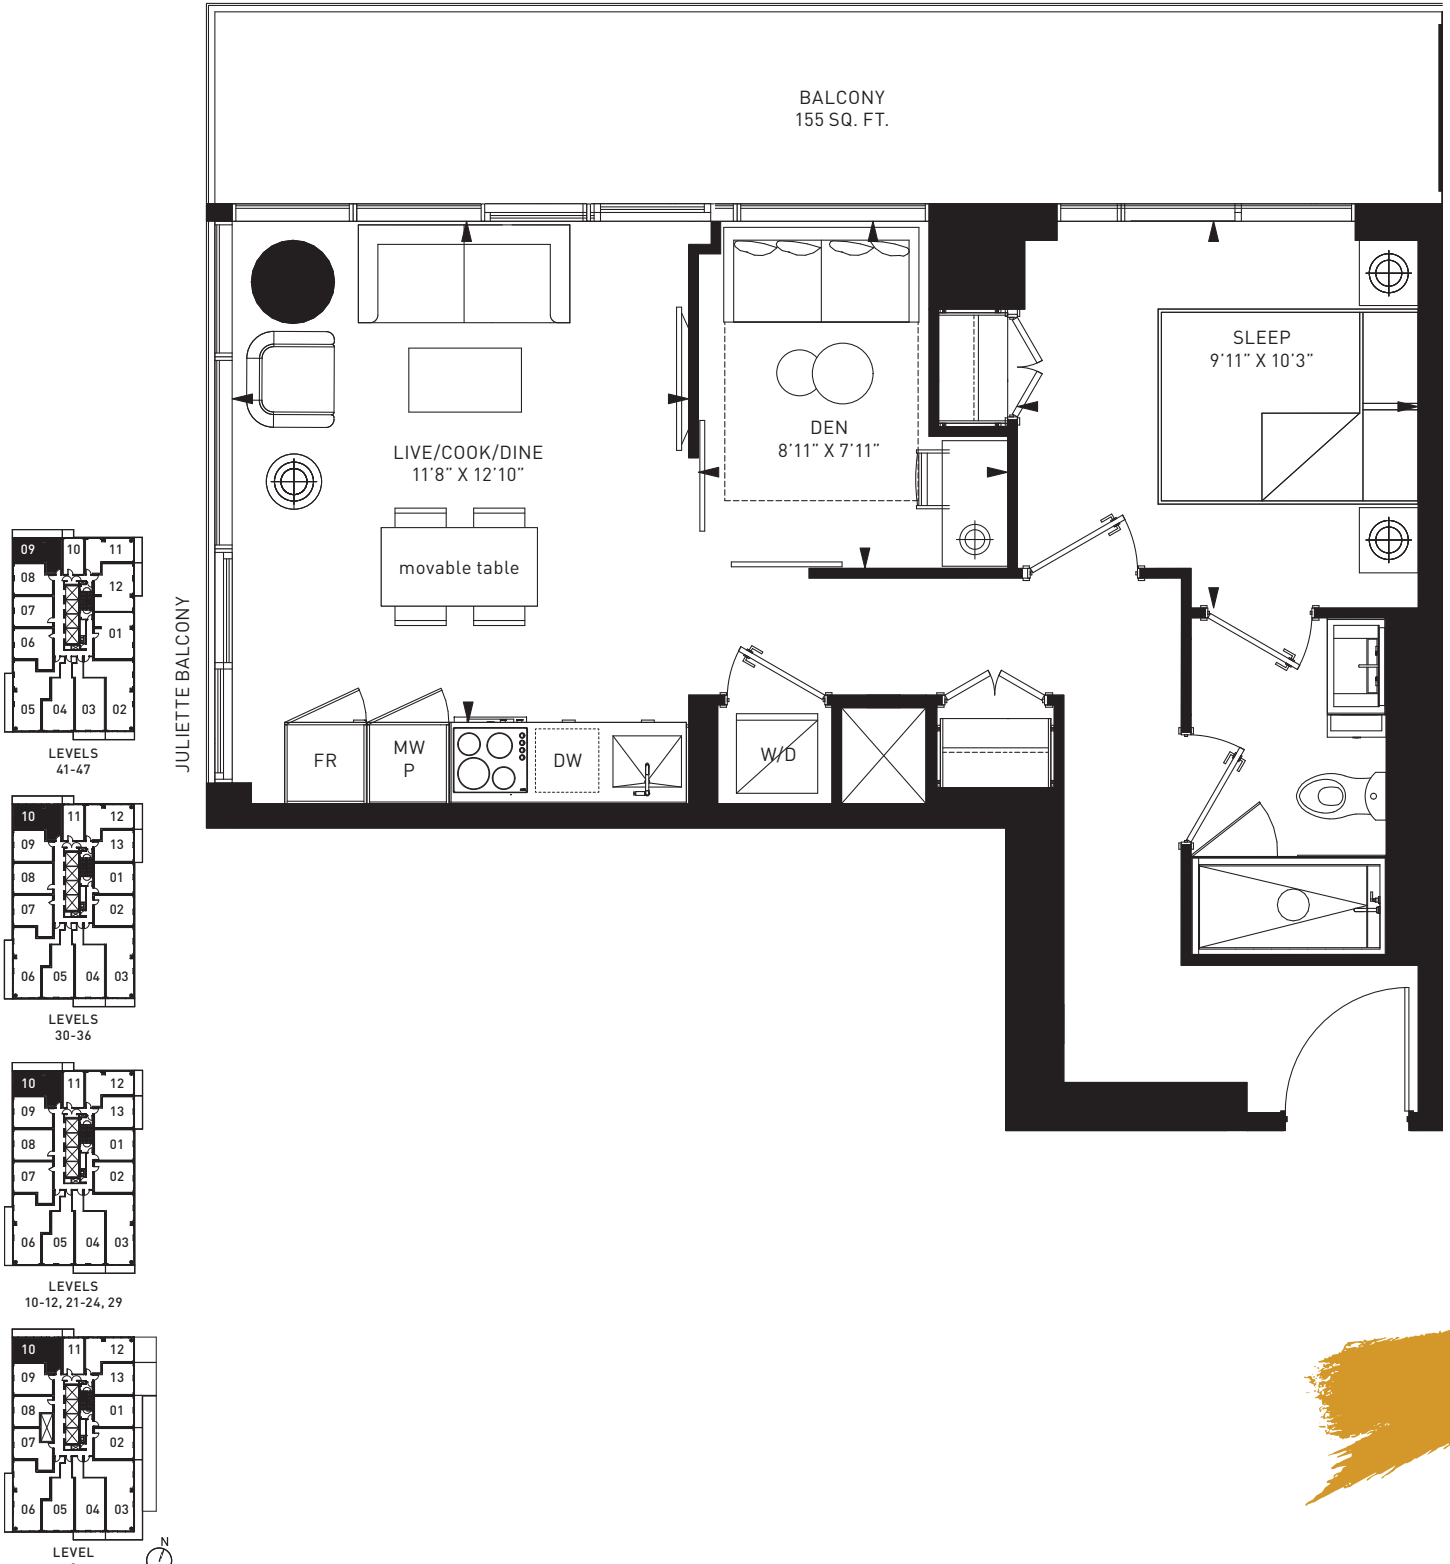 BALCONY
155 SQ. FT.
SLEEP
9'11" X 10'3"
DEN
8'11" X 7'11"
LIVE/COOK/DINE
11'8" X 12'10"
movable table
JULIETTE BALCONY
FR
MW
P
DW
W/D
09 10 11
08 12
07
06 01
05 04 03 02
LEVELS
41-47
10 11 12
09 13
08 01
07 02
06 05 04 03
LEVELS
30-36
10 11 12
09 13
08 01
07 02
06 05 04 03
LEVELS
10-12, 21-24, 29
10 11 12
09 13
08 01
07 02
06 05 04 03
LEVEL
N